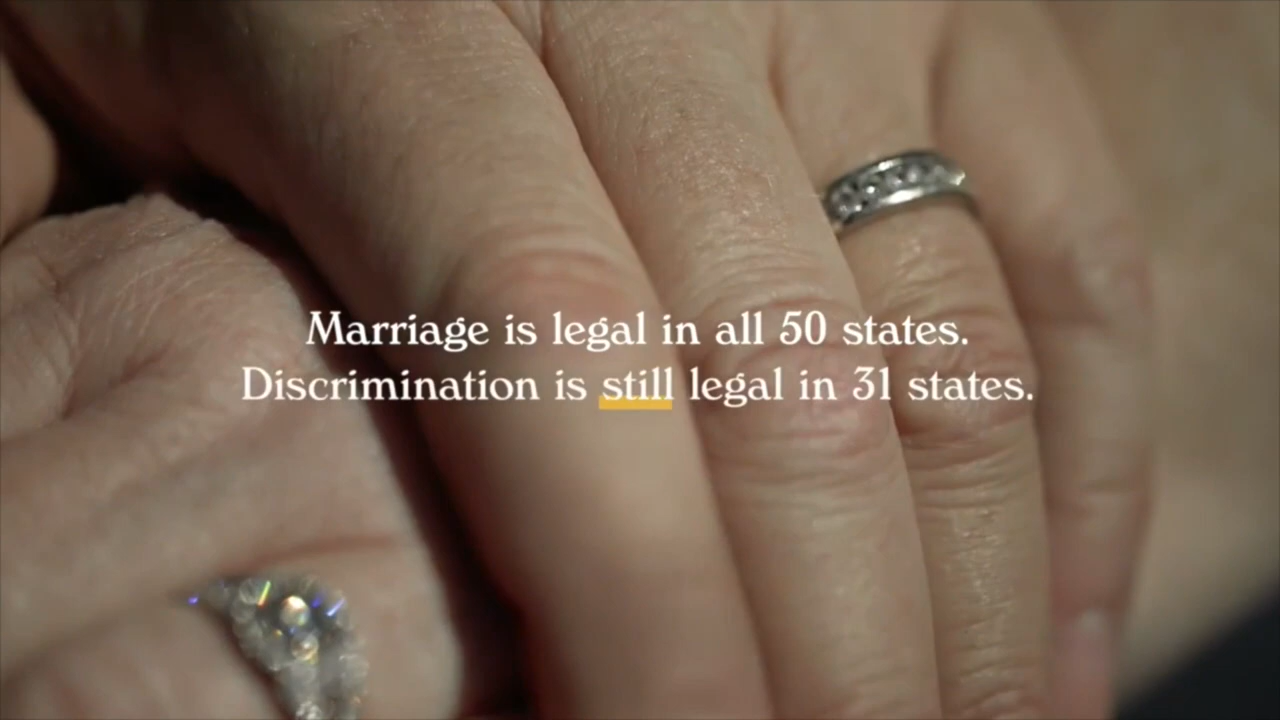 Marriage is legal in all 50 states.
Discrimination is still legal in 31 states.